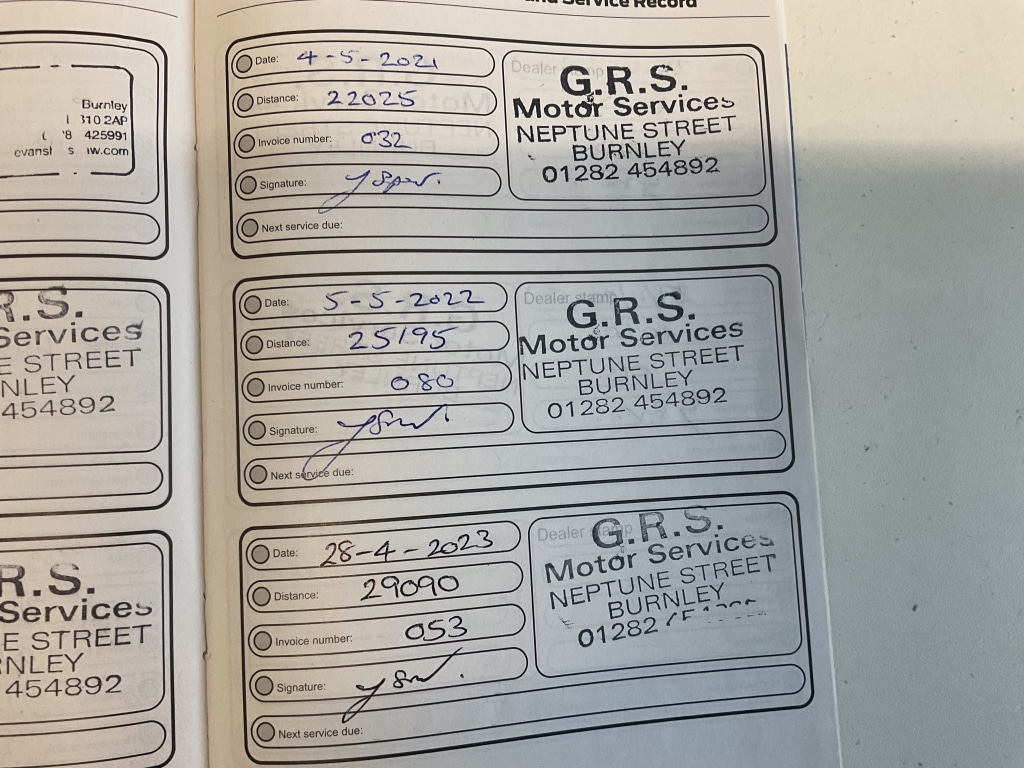 and Service Record
Burnley
425991
R.S.
Services
E STREET
NLEY
454892
R.S.
Services
E STREET
RNLEY
454892
Date: 4-5-2021
Distance: 22025
Invoice number: 032
Signature:
Next service due:
Dealer stamp
G.R.S.
Motor Services
NEPTUNE STREET
BURNLEY
01282 454892
Date: 5-5-2022
Distance: 25195
Invoice number: 080
Signature:
Next service due:
Dealer stamp
G.R.S.
Motor Services
NEPTUNE STREET
BURNLEY
01282 454892
Date: 28-4-2023
Distance: 29090
Invoice number: 053
Signature:
Next service due:
Dealer stamp
G.R.S.
Motor Services
NEPTUNE STREET
BURNLEY
01282